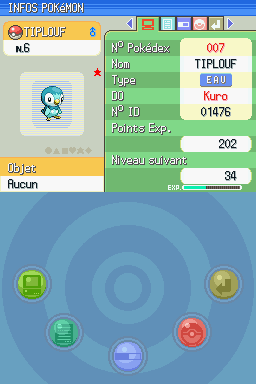 INFOS POKéMON
TIPLOUF ♂
N.6
Objet
Aucun
N° Pokédex 007
Nom TIPLOUF
Type EAU
DO Kuro
N° ID 01476
Points Exp.
202
Niveau suivant
34
EXP.